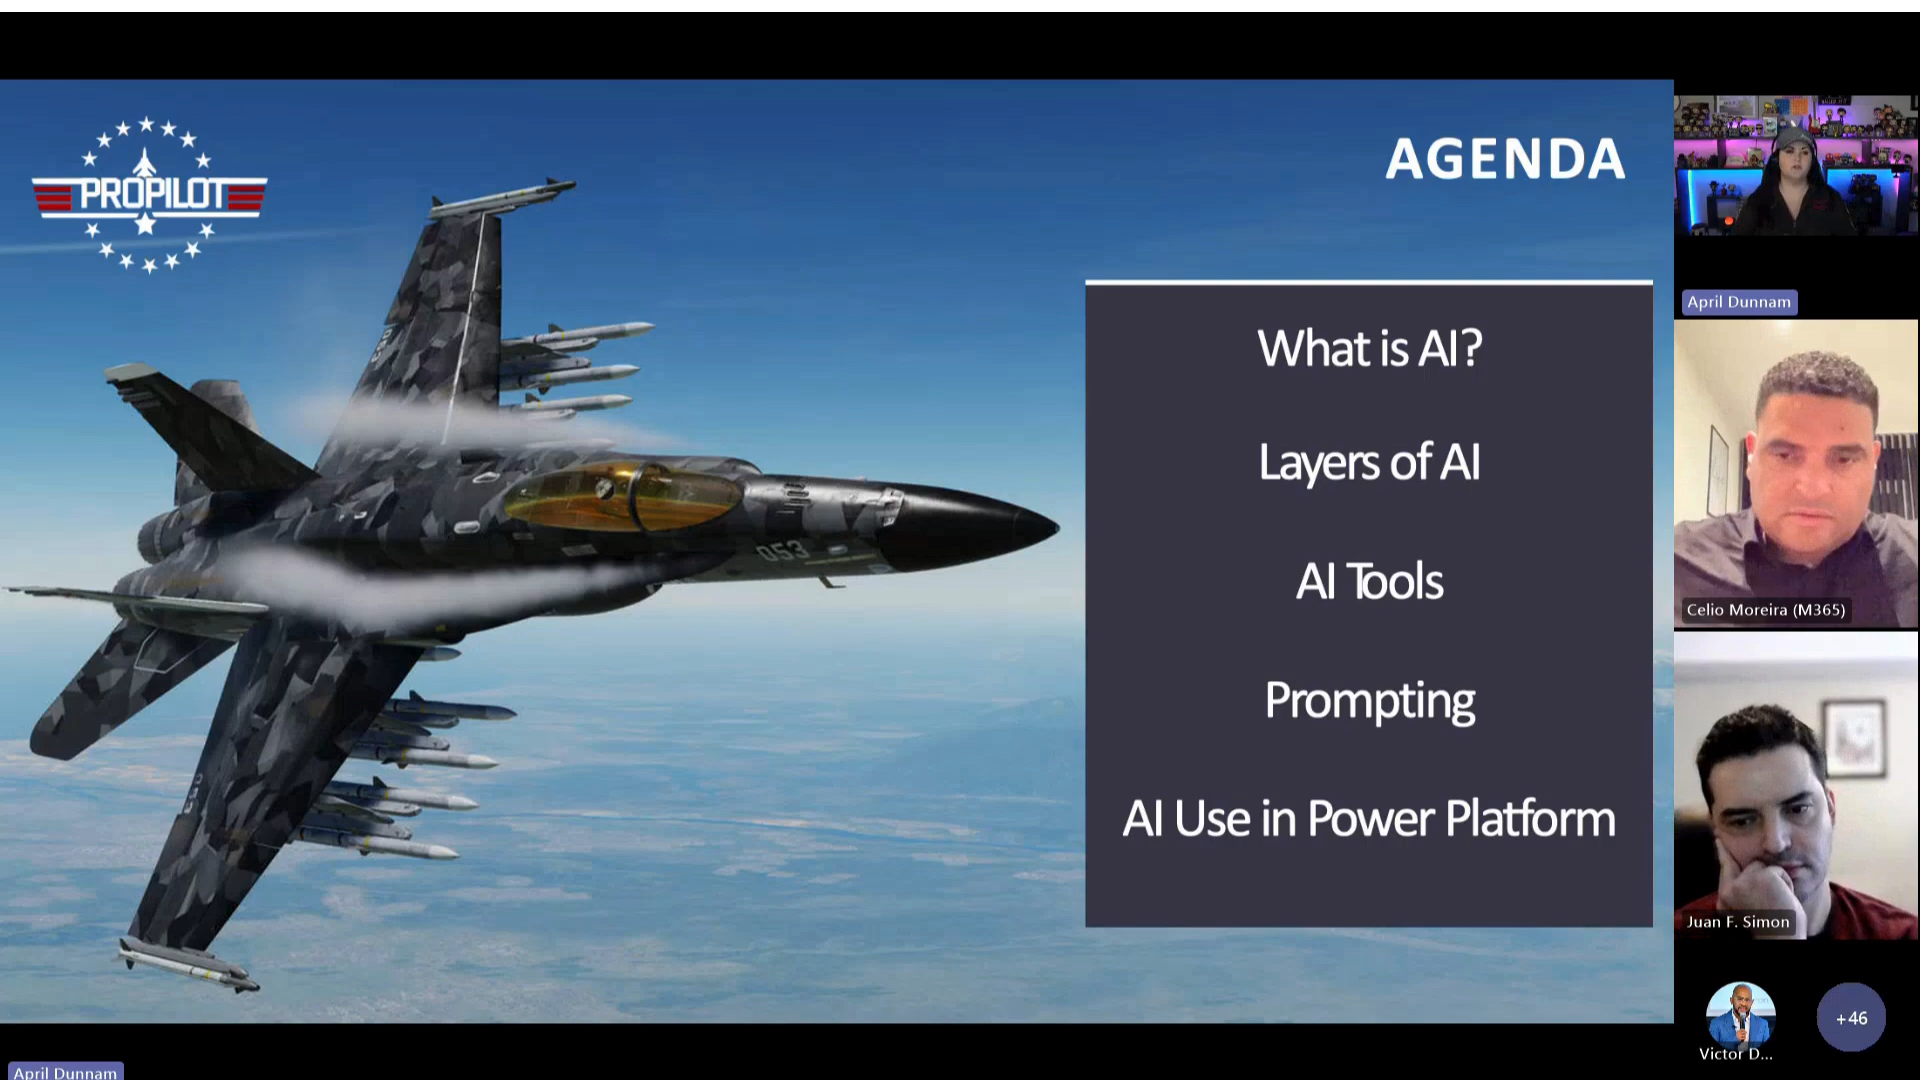 PROPILOT
AGENDA
What is AI?
Layers of AI
AI Tools
Prompting
AI Use in Power Platform
053
April Dunnam
Celio Moreira (M365)
Juan F. Simon
Victor D...
+46
April Dunnam